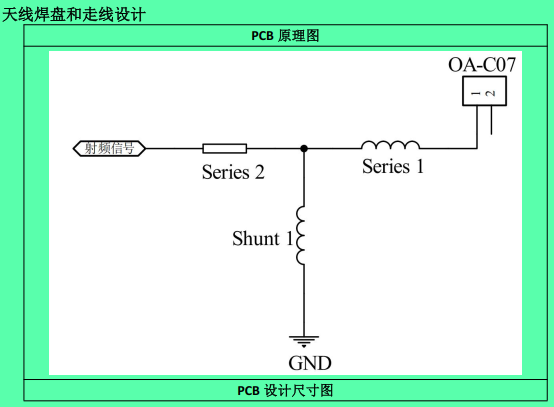 天线焊盘和走线设计
PCB 原理图
OA-C07
1 2
射频信号
Series 2
Series 1
Shunt 1
GND
PCB 设计尺寸图